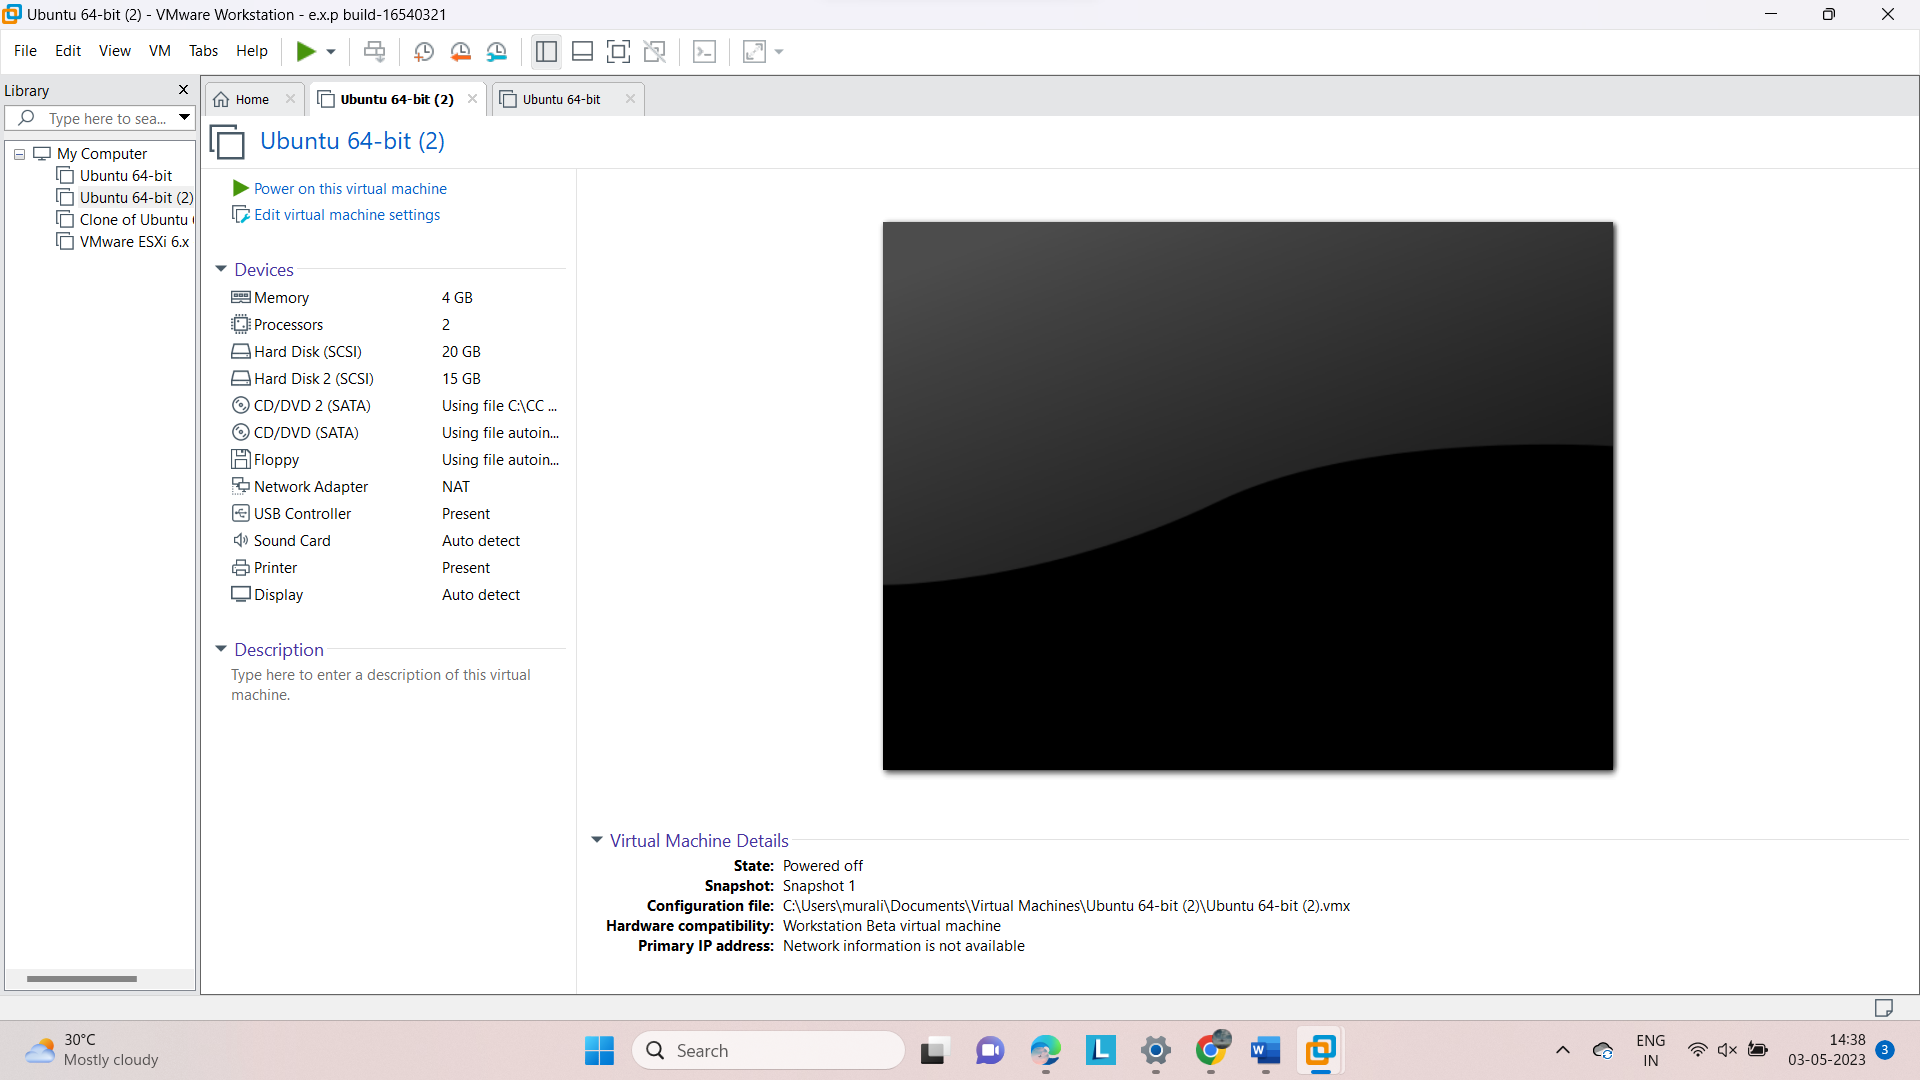 Ubuntu 64-bit (2) - VMware Workstation - e.x.p build-16540321
File Edit View VM Tabs Help
Library
Type here to sea...
My Computer
Ubuntu 64-bit
Ubuntu 64-bit (2)
Clone of Ubuntu
VMware ESXi 6.x
Home
Ubuntu 64-bit (2)
Ubuntu 64-bit
Ubuntu 64-bit (2)
Power on this virtual machine
Edit virtual machine settings
Devices
Memory 4 GB
Processors 2
Hard Disk (SCSI) 20 GB
Hard Disk 2 (SCSI) 15 GB
CD/DVD 2 (SATA) Using file C:\CC ...
CD/DVD (SATA) Using file autoin...
Floppy Using file autoin...
Network Adapter NAT
USB Controller Present
Sound Card Auto detect
Printer Present
Display Auto detect
Description
Type here to enter a description of this virtual
machine.
Virtual Machine Details
State: Powered off
Snapshot: Snapshot 1
Configuration file: C:\Users\murali\Documents\Virtual Machines\Ubuntu 64-bit (2)\Ubuntu 64-bit (2).vmx
Hardware compatibility: Workstation Beta virtual machine
Primary IP address: Network information is not available
30°C
Mostly cloudy
Search
L
W
ENG
IN
14:38
03-05-2023
3